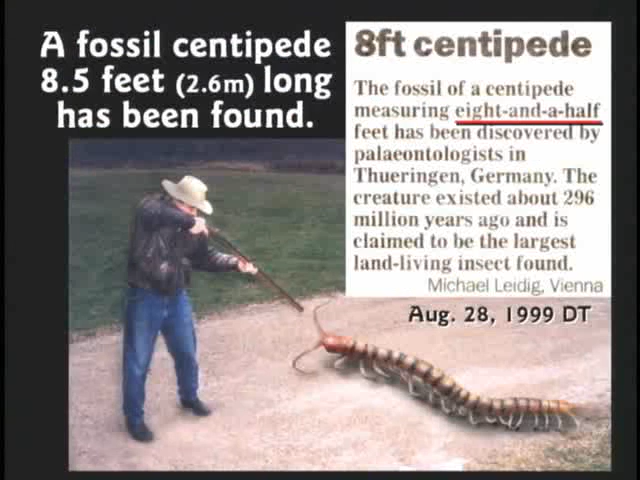 A fossil centipede
8.5 feet (2.6m) long
has been found.
8ft centipede
The fossil of a centipede
measuring eight-and-a-half
feet has been discovered by
palaeontologists in
Thueringen, Germany. The
creature existed about 296
million years ago and is
claimed to be the largest
land-living insect found.
Michael Leidig, Vienna
Aug. 28, 1999 DT